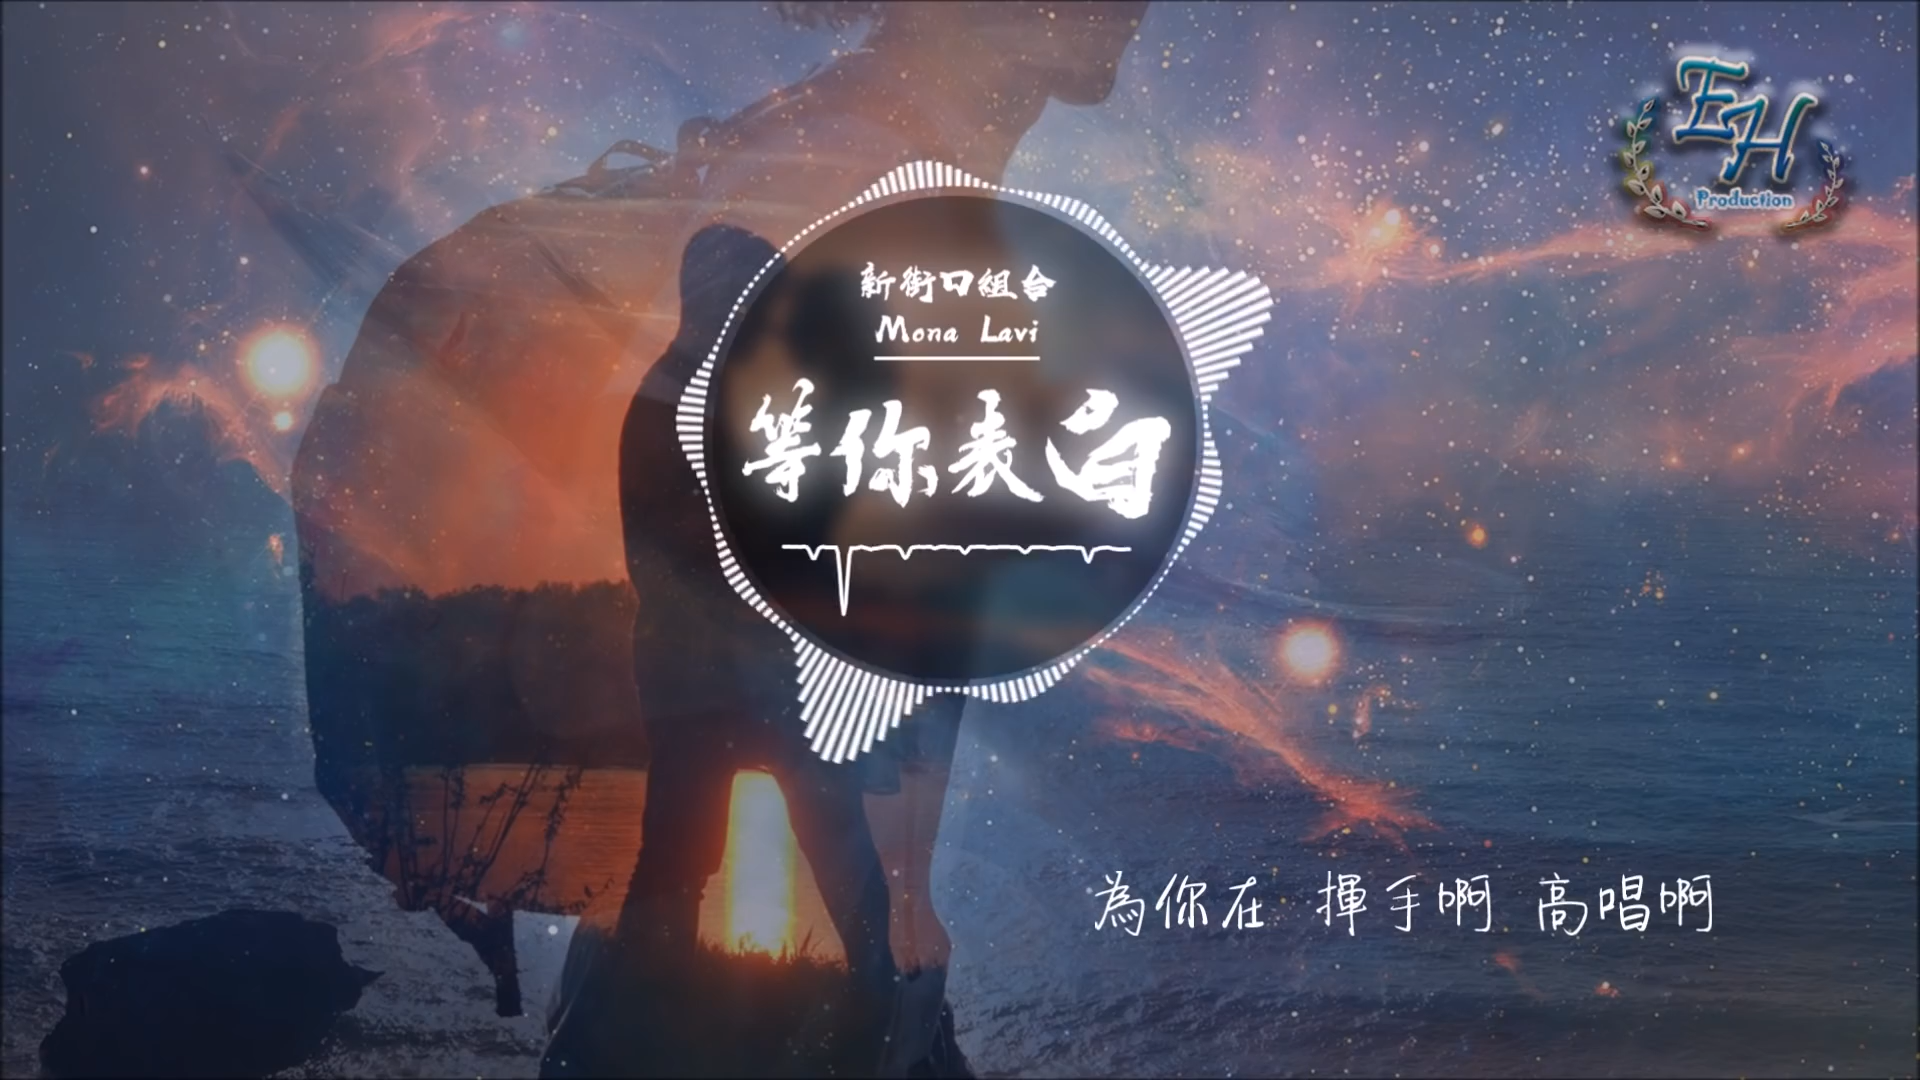 EH
Production
新街口組合
Mona Lavi
等你表白
為你在 揮手啊 高唱啊